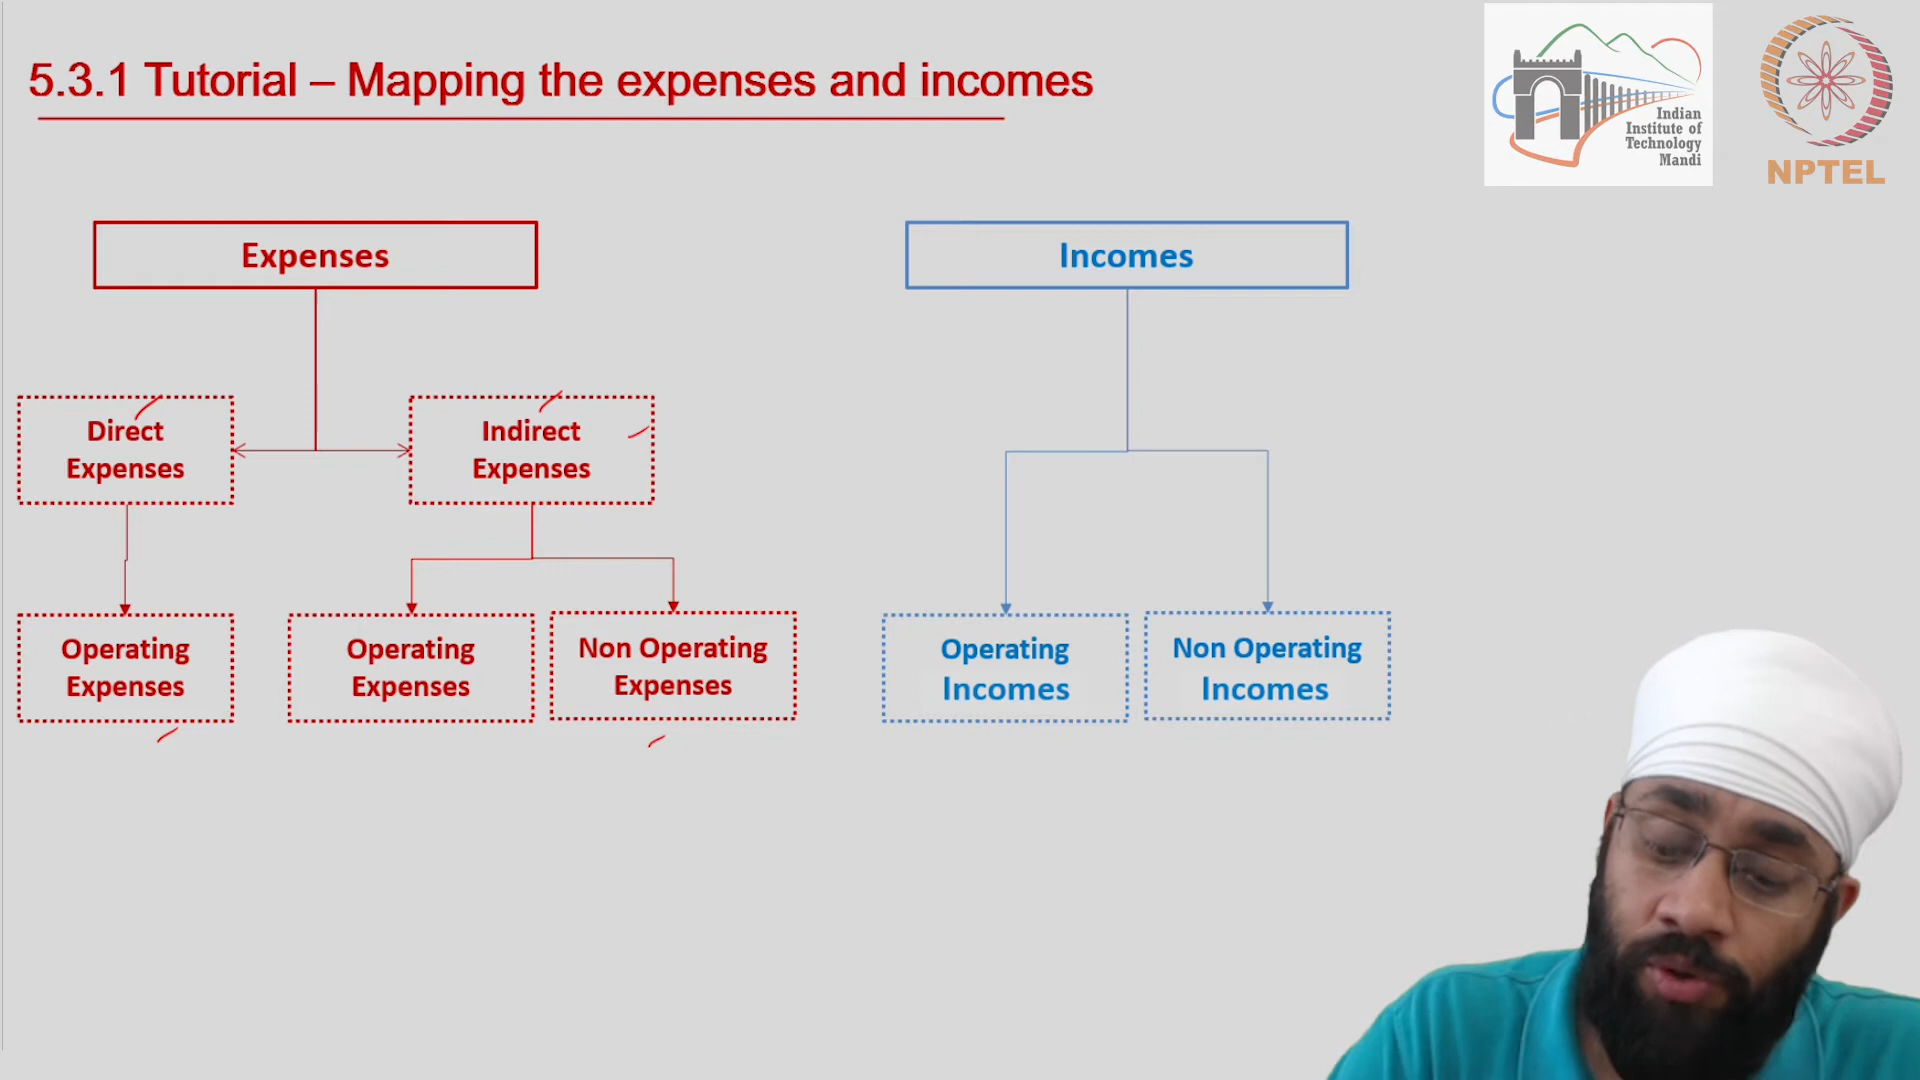 5.3.1 Tutorial – Mapping the expenses and incomes
Indian
Institute of
Technology
Mandi
NPTEL
Expenses
Incomes
Direct
Expenses
Indirect
Expenses
Operating
Expenses
Operating
Expenses
Non Operating
Expenses
Operating
Incomes
Non Operating
Incomes